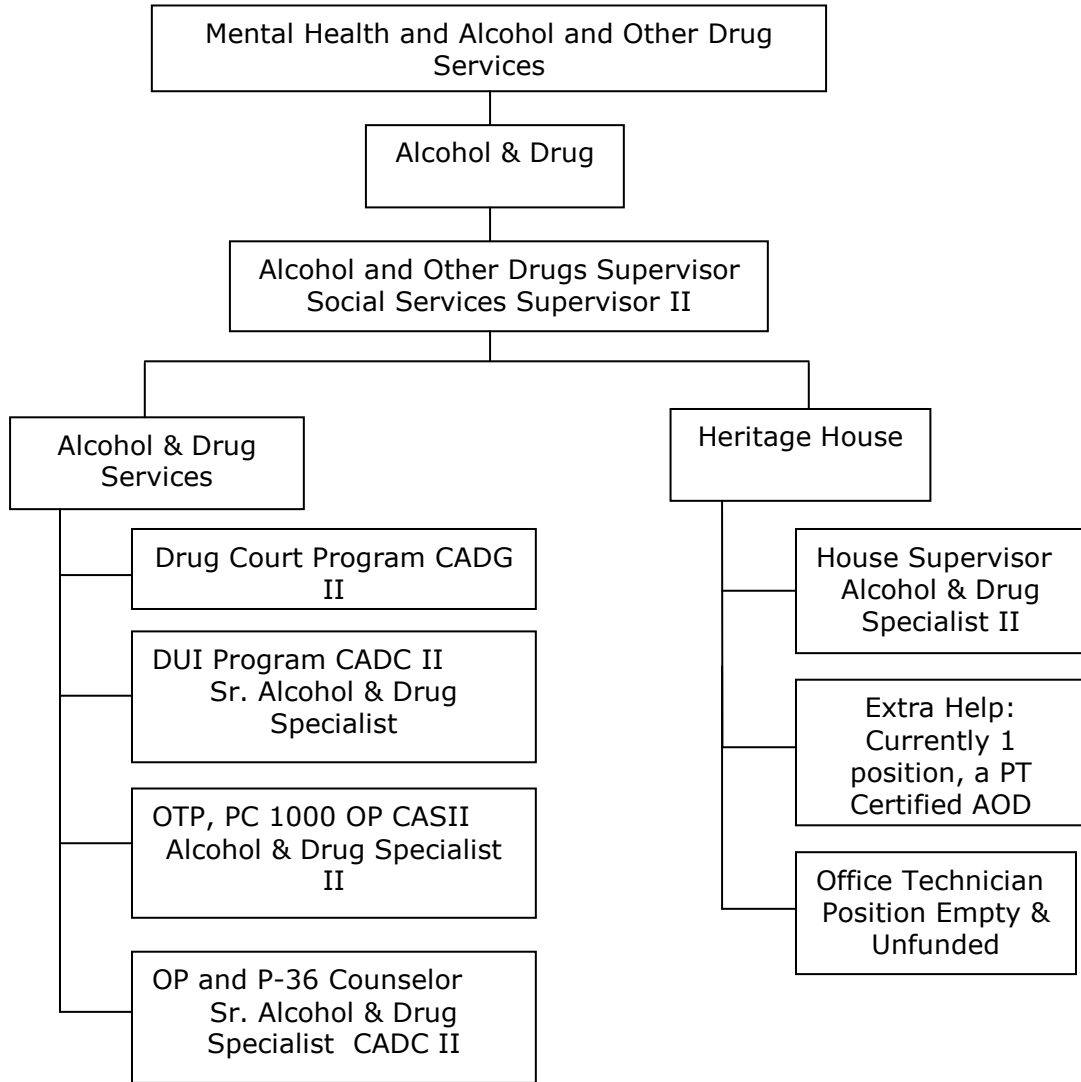 Mental Health and Alcohol and Other Drug
Services
Alcohol & Drug
Alcohol and Other Drugs Supervisor
Social Services Supervisor II
Alcohol & Drug
Services
Drug Court Program CADG
II
DUI Program CADC II
Sr. Alcohol & Drug
Specialist
OTP, PC 1000 OP CASII
Alcohol & Drug Specialist
II
OP and P-36 Counselor
Sr. Alcohol & Drug
Specialist CADC II
Heritage House
House Supervisor
Alcohol & Drug
Specialist II
Extra Help:
Currently 1
position, a PT
Certified AOD
Office Technician
Position Empty &
Unfunded